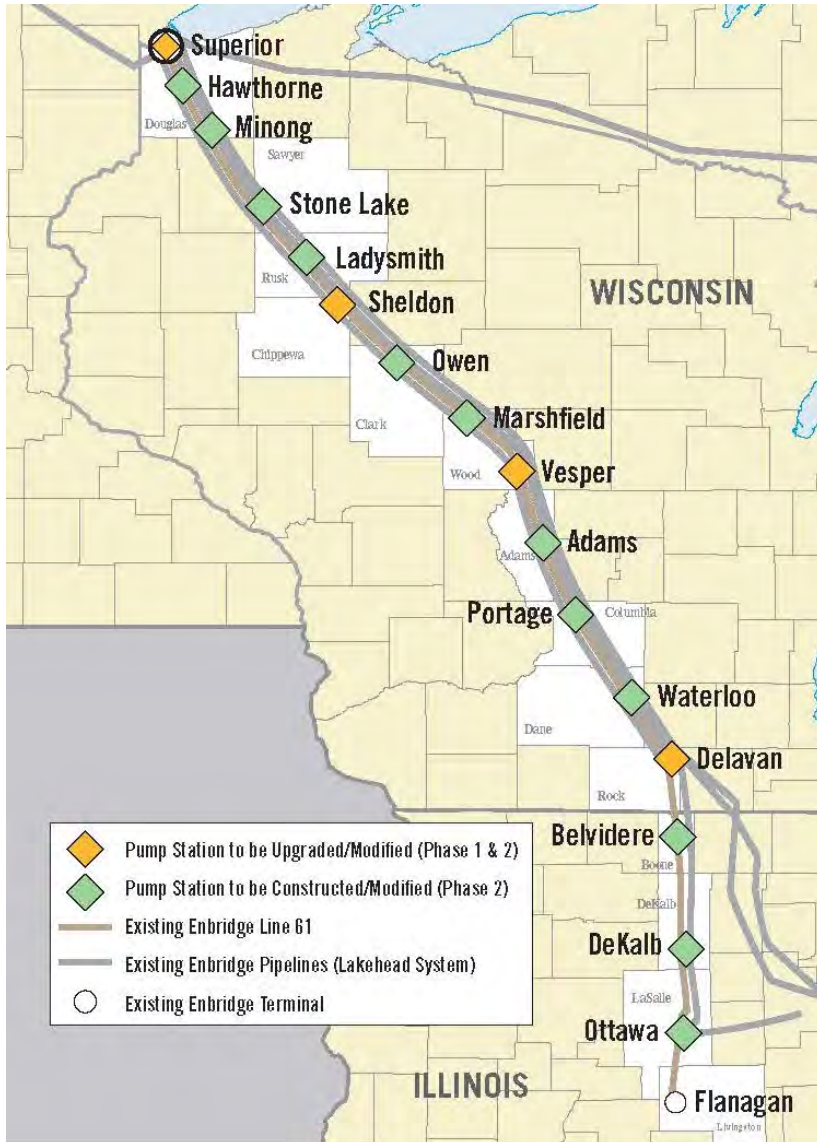 Superior
Hawthorne
Douglas
Minong
Sawyer
Stone Lake
Ladysmith
Rusk
Sheldon
WISCONSIN
Chippewa
Owen
Clark
Marshfield
Wood
Vesper
Adams
Adams
Portage
Columbia
Waterloo
Dane
Delavan
Rock
Belvidere
Boone
DeKalb
DeKalb
LaSalle
Ottawa
ILLINOIS
Flanagan
Livingston
Pump Station to be Upgraded/Modified (Phase 1 & 2)
Pump Station to be Constructed/Modified (Phase 2)
Existing Enbridge Line 61
Existing Enbridge Pipelines (Lakehead System)
Existing Enbridge Terminal